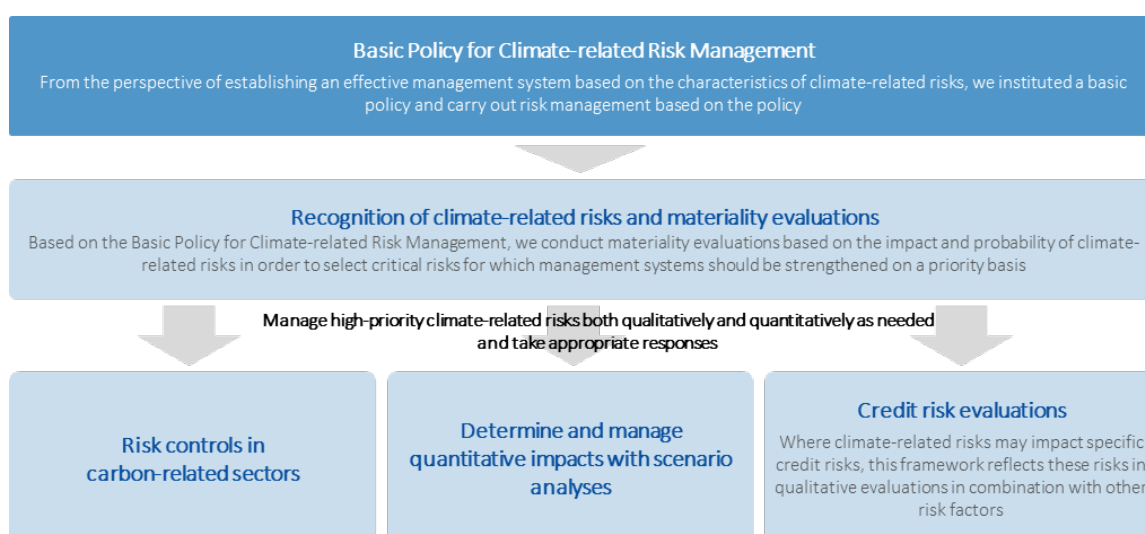 Basic Policy for Climate-related Risk Management
From the perspective of establishing an effective management system based on the characteristics of climate-related risks, we instituted a basic
policy and carry out risk management based on the policy
Recognition of climate-related risks and materiality evaluations
Based on the Basic Policy for Climate-related Risk Management, we conduct materiality evaluations based on the impact and probability of climate-
related risks in order to select critical risks for which management systems should be strengthened on a priority basis
Manage high-priority climate-related risks both qualitatively and quantitatively as needed
and take appropriate responses
Risk controls in
carbon-related sectors
Determine and manage
quantitative impacts with scenario
analyses
Credit risk evaluations
Where climate-related risks may impact specific
credit risks, this framework reflects these risks in
qualitative evaluations in combination with other
risk factors